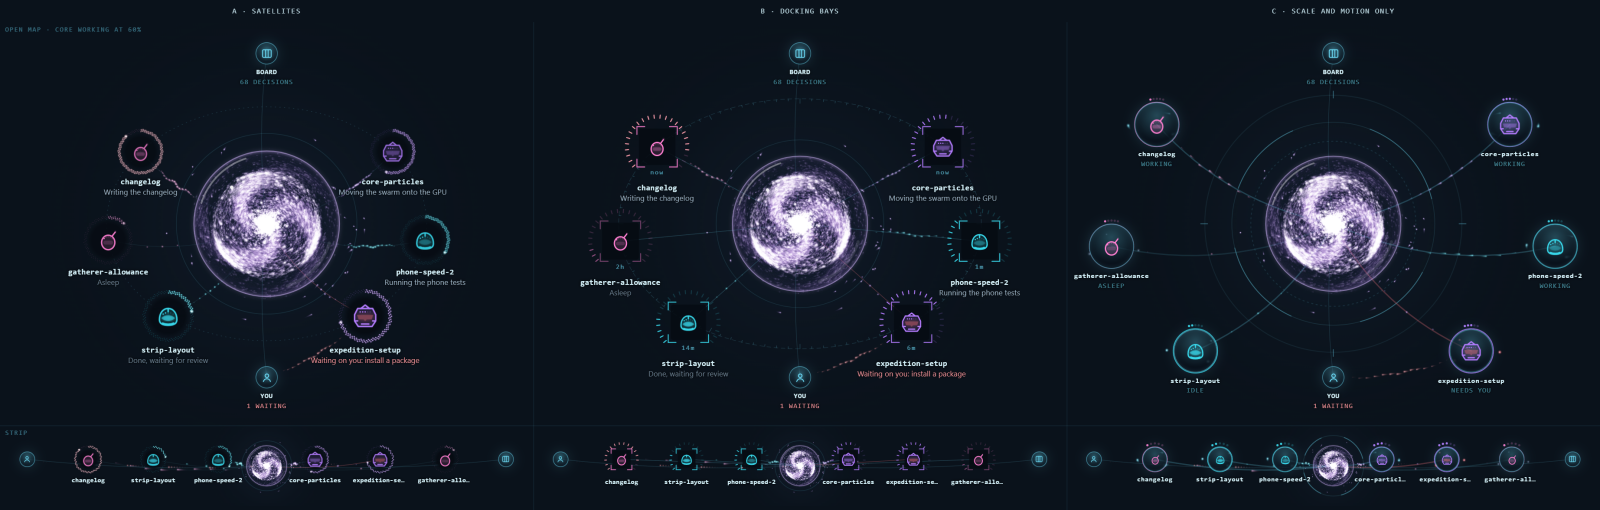 A · SATELLITES
OPEN MAP · CORE WORKING AT 68%
BOARD
68 DECISIONS
changelog
Writing the changelog
core-particles
Moving the swarm onto the GPU
gatherer-allowance
Asleep
phone-speed-2
Running the phone tests
strip-layout
Done, waiting for review
expedition-setup
Waiting on you: install a package
YOU
1 WAITING
STRIP
changelog
strip-layout
phone-speed-2
core-particles
expedition-se…
gatherer-allo…
B · DOCKING BAYS
BOARD
68 DECISIONS
now
changelog
Writing the changelog
now
core-particles
Moving the swarm onto the GPU
2h
gatherer-allowance
Asleep
1m
phone-speed-2
Running the phone tests
14m
strip-layout
Done, waiting for review
6m
expedition-setup
Waiting on you: install a package
YOU
1 WAITING
changelog
strip-layout
phone-speed-2
core-particles
expedition-se…
gatherer-allo…
C · SCALE AND MOTION ONLY
BOARD
68 DECISIONS
changelog
WORKING
core-particles
WORKING
gatherer-allowance
ASLEEP
phone-speed-2
WORKING
strip-layout
IDLE
expedition-setup
NEEDS YOU
YOU
1 WAITING
changelog
strip-layout
phone-speed-2
core-particl…
expedition-s…
gatherer-all…